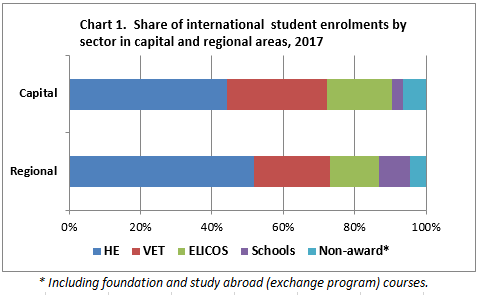 Chart 1.  Share of international  student enrolments by
sector in capital and regional areas, 2017
Capital
Regional
0% 20% 40% 60% 80% 100%
HE VET ELICOS Schools Non-award*
* Including foundation and study abroad (exchange program) courses.